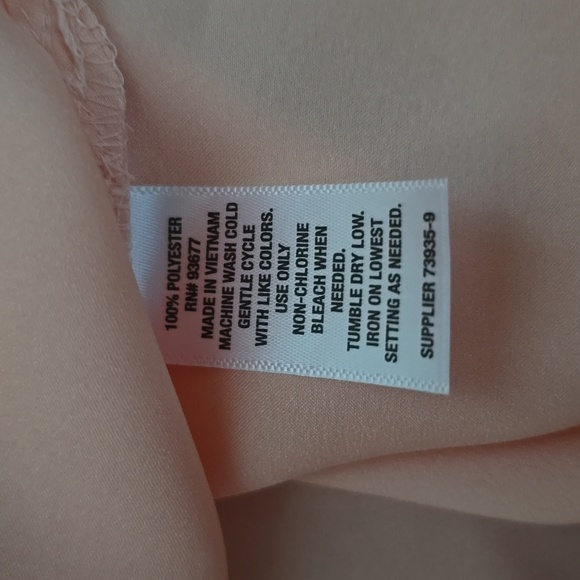 100% POLYESTER
RN# 93677
MADE IN VIETNAM
MACHINE WASH COLD
GENTLE CYCLE
WITH LIKE COLORS.
USE ONLY
NON-CHLORINE
BLEACH WHEN
NEEDED.
TUMBLE DRY LOW.
IRON ON LOWEST
SETTING AS NEEDED.
SUPPLIER 73935-9